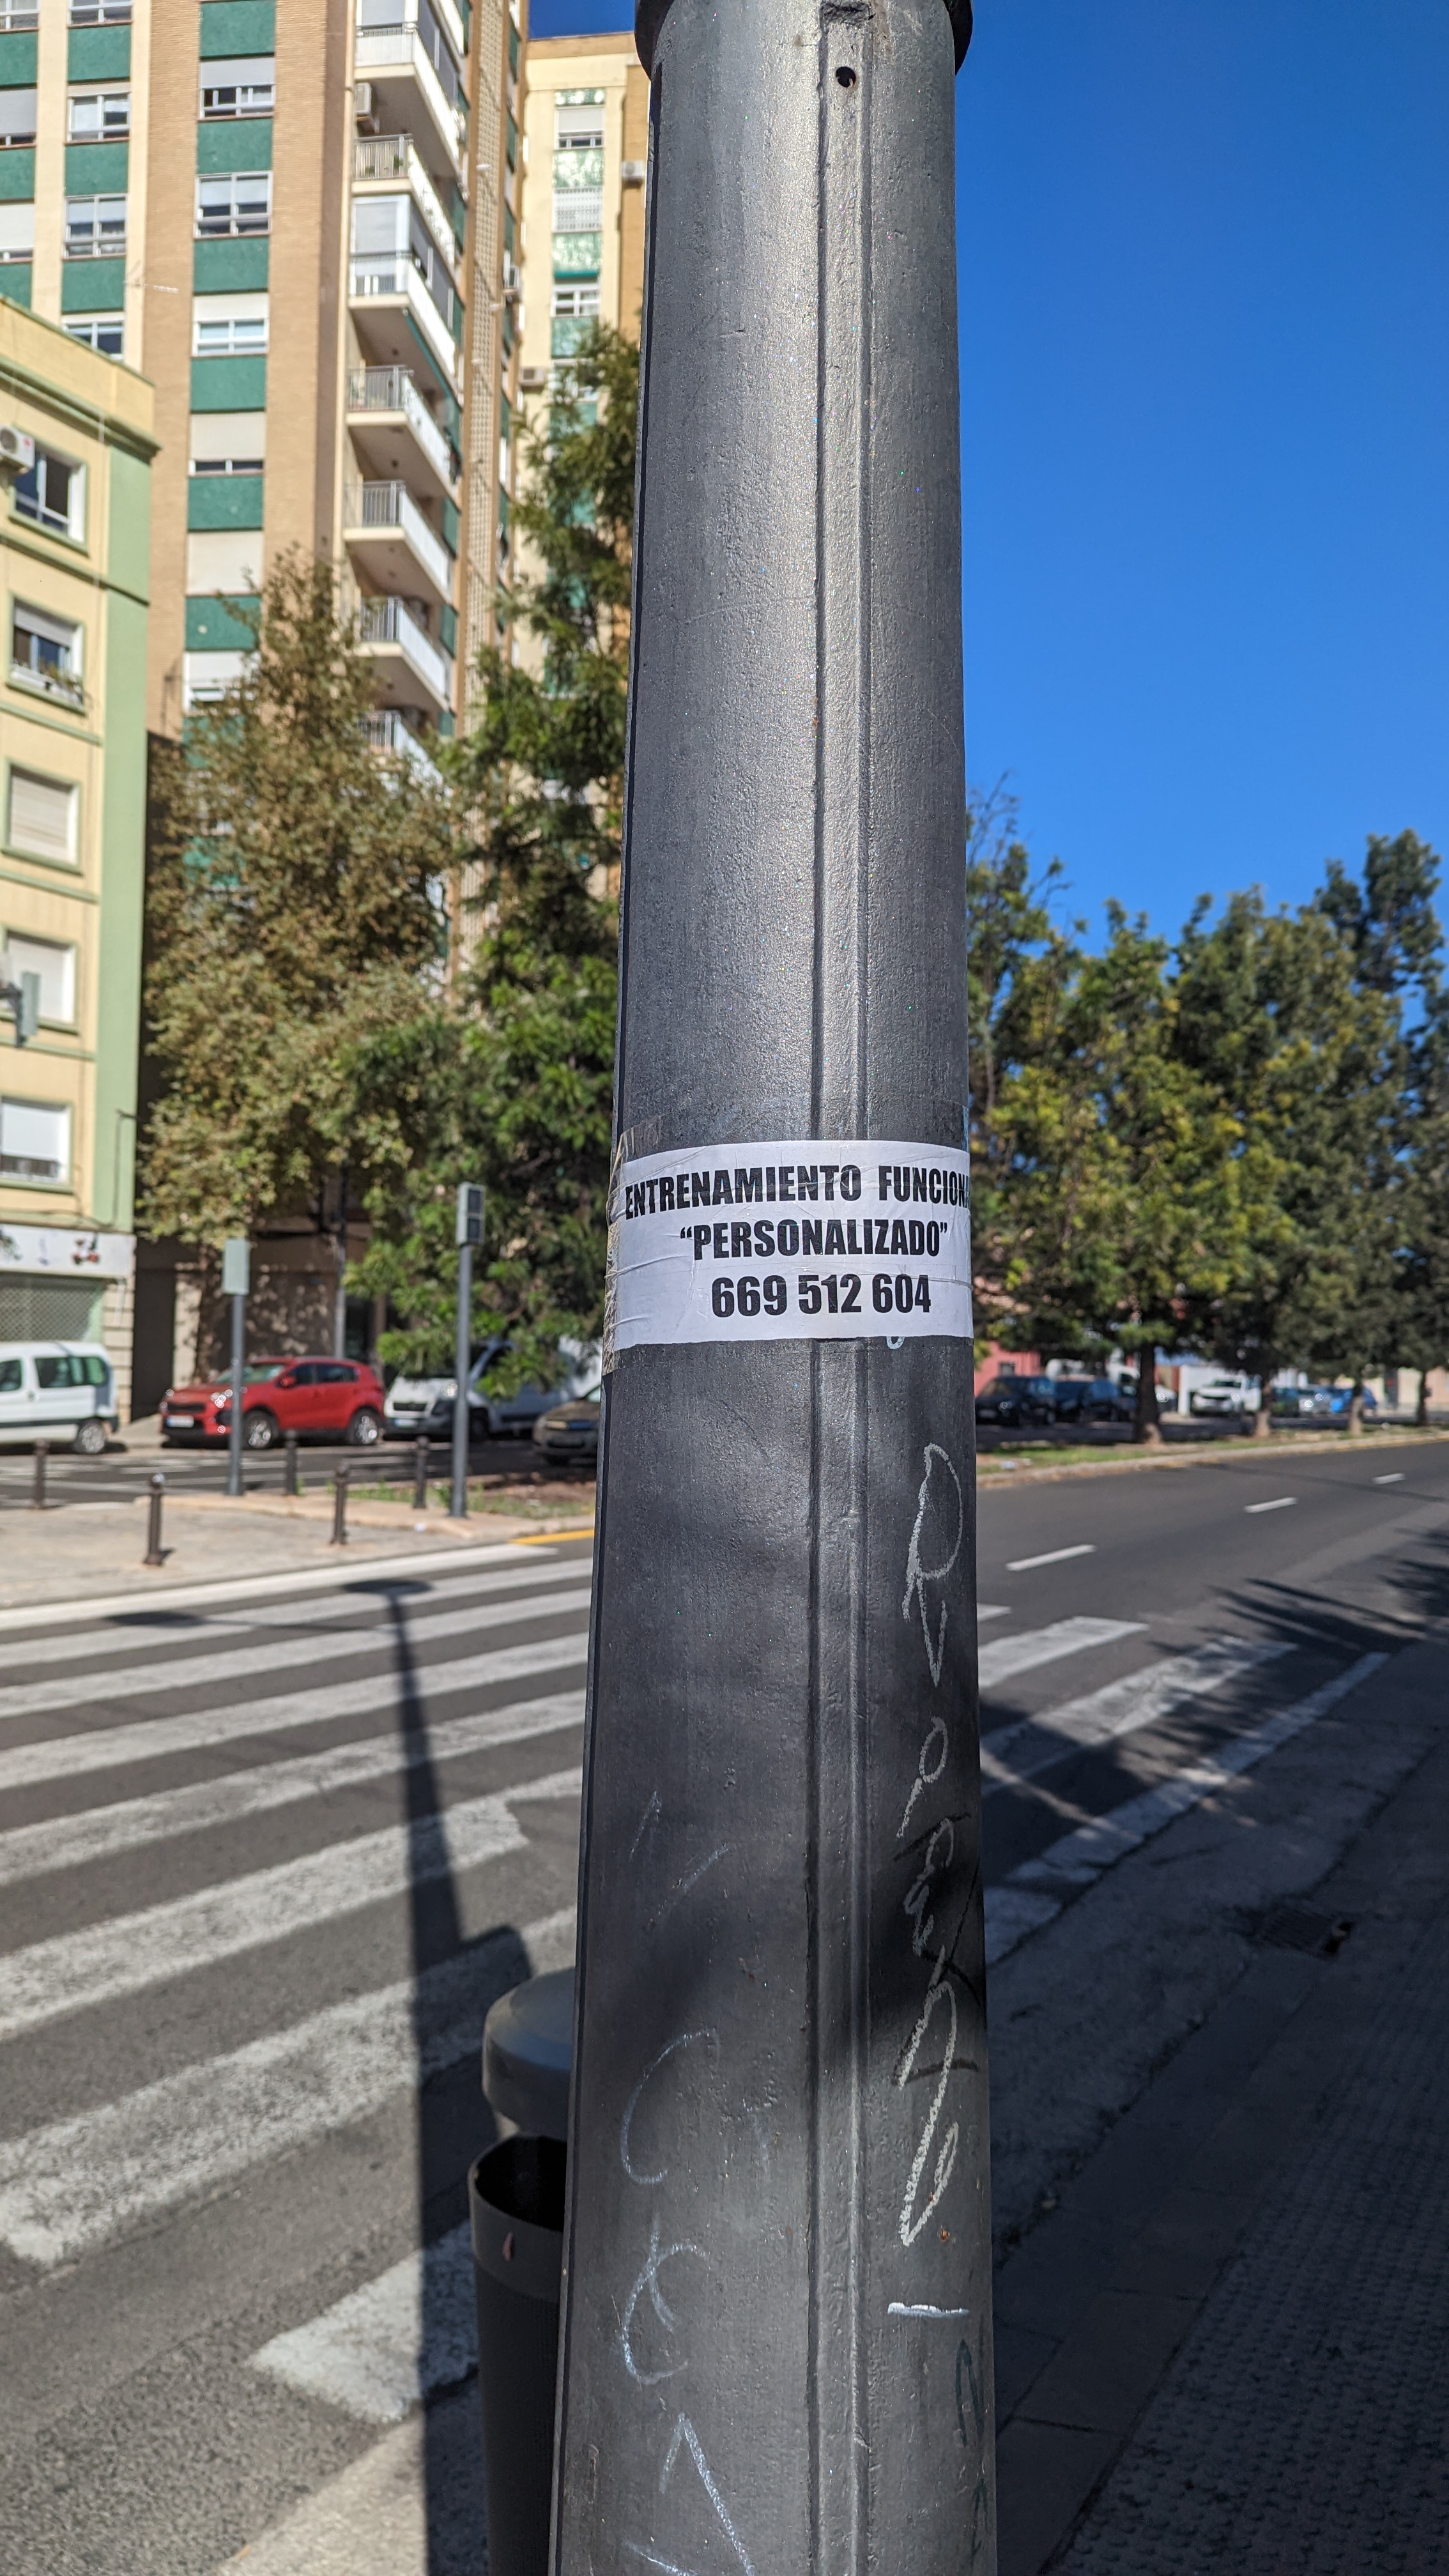 ENTRENAMIENTO FUNCIONA
"PERSONALIZADO"
669 512 604